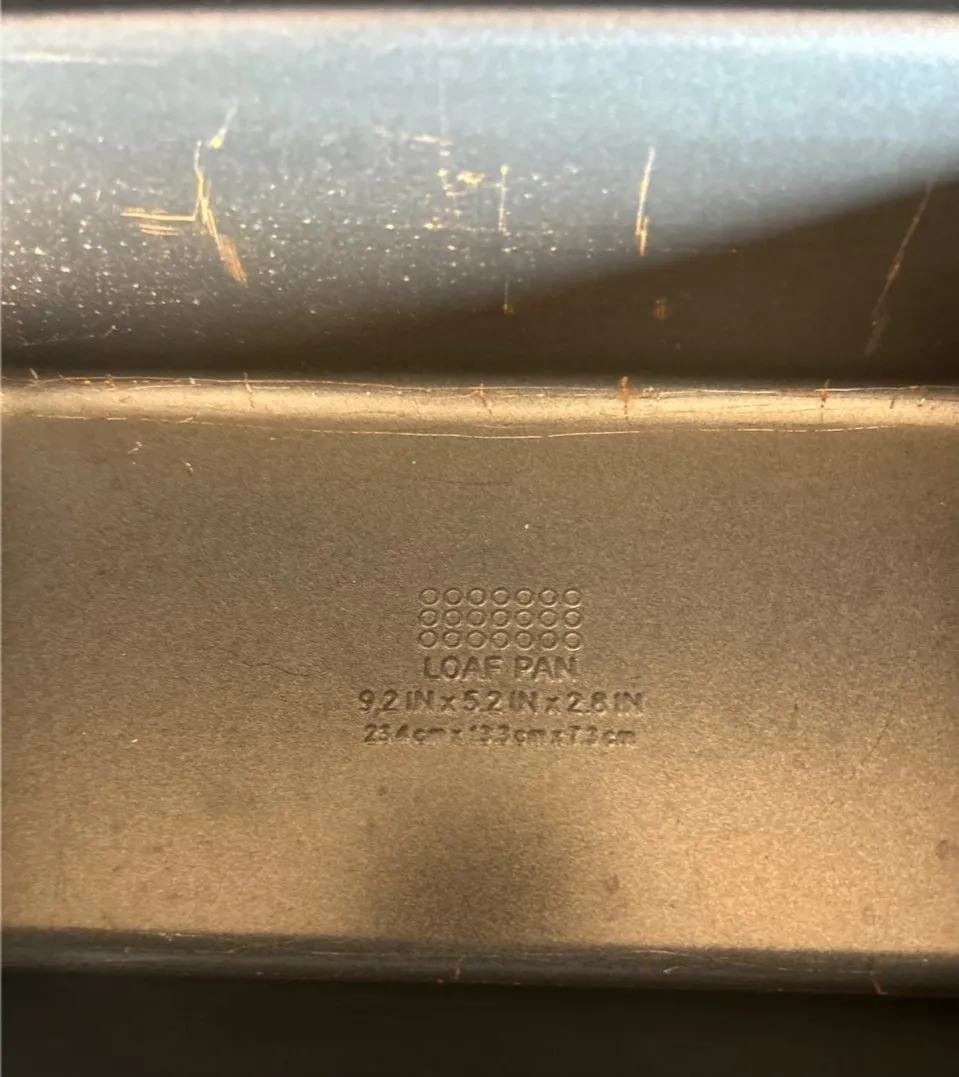 LOAF PAN
9.2 IN x 5.2 IN x 2.8 IN
23.4 cm x 13.3 cm x 7.3 cm